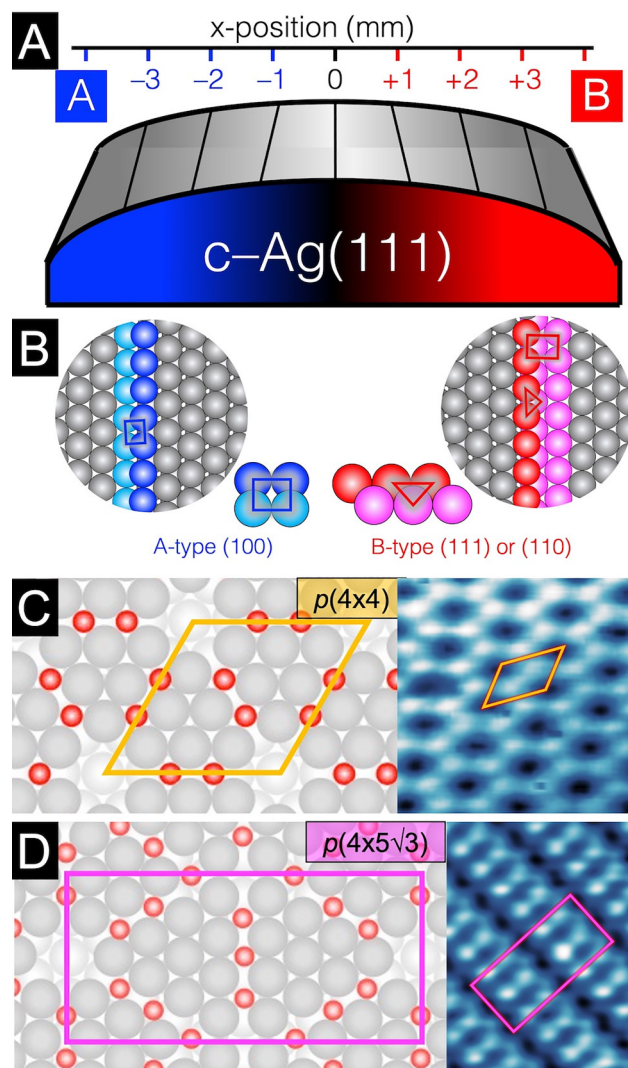 A
x-position (mm)
A –3 –2 –1 0 +1 +2 +3 B
c–Ag(111)
B
A-type (100) B-type (111) or (110)
C
p(4x4)
D
p(4x5√3)